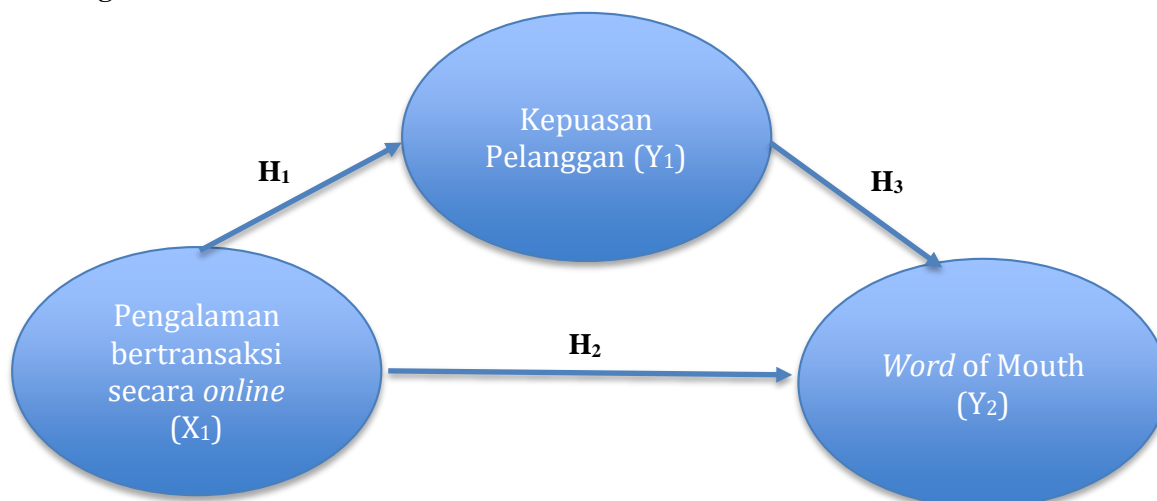 Kepuasan
Pelanggan (Y1)
H1
H3
Pengalaman
bertransaksi
secara online
(X1)
H2
Word of Mouth
(Y2)